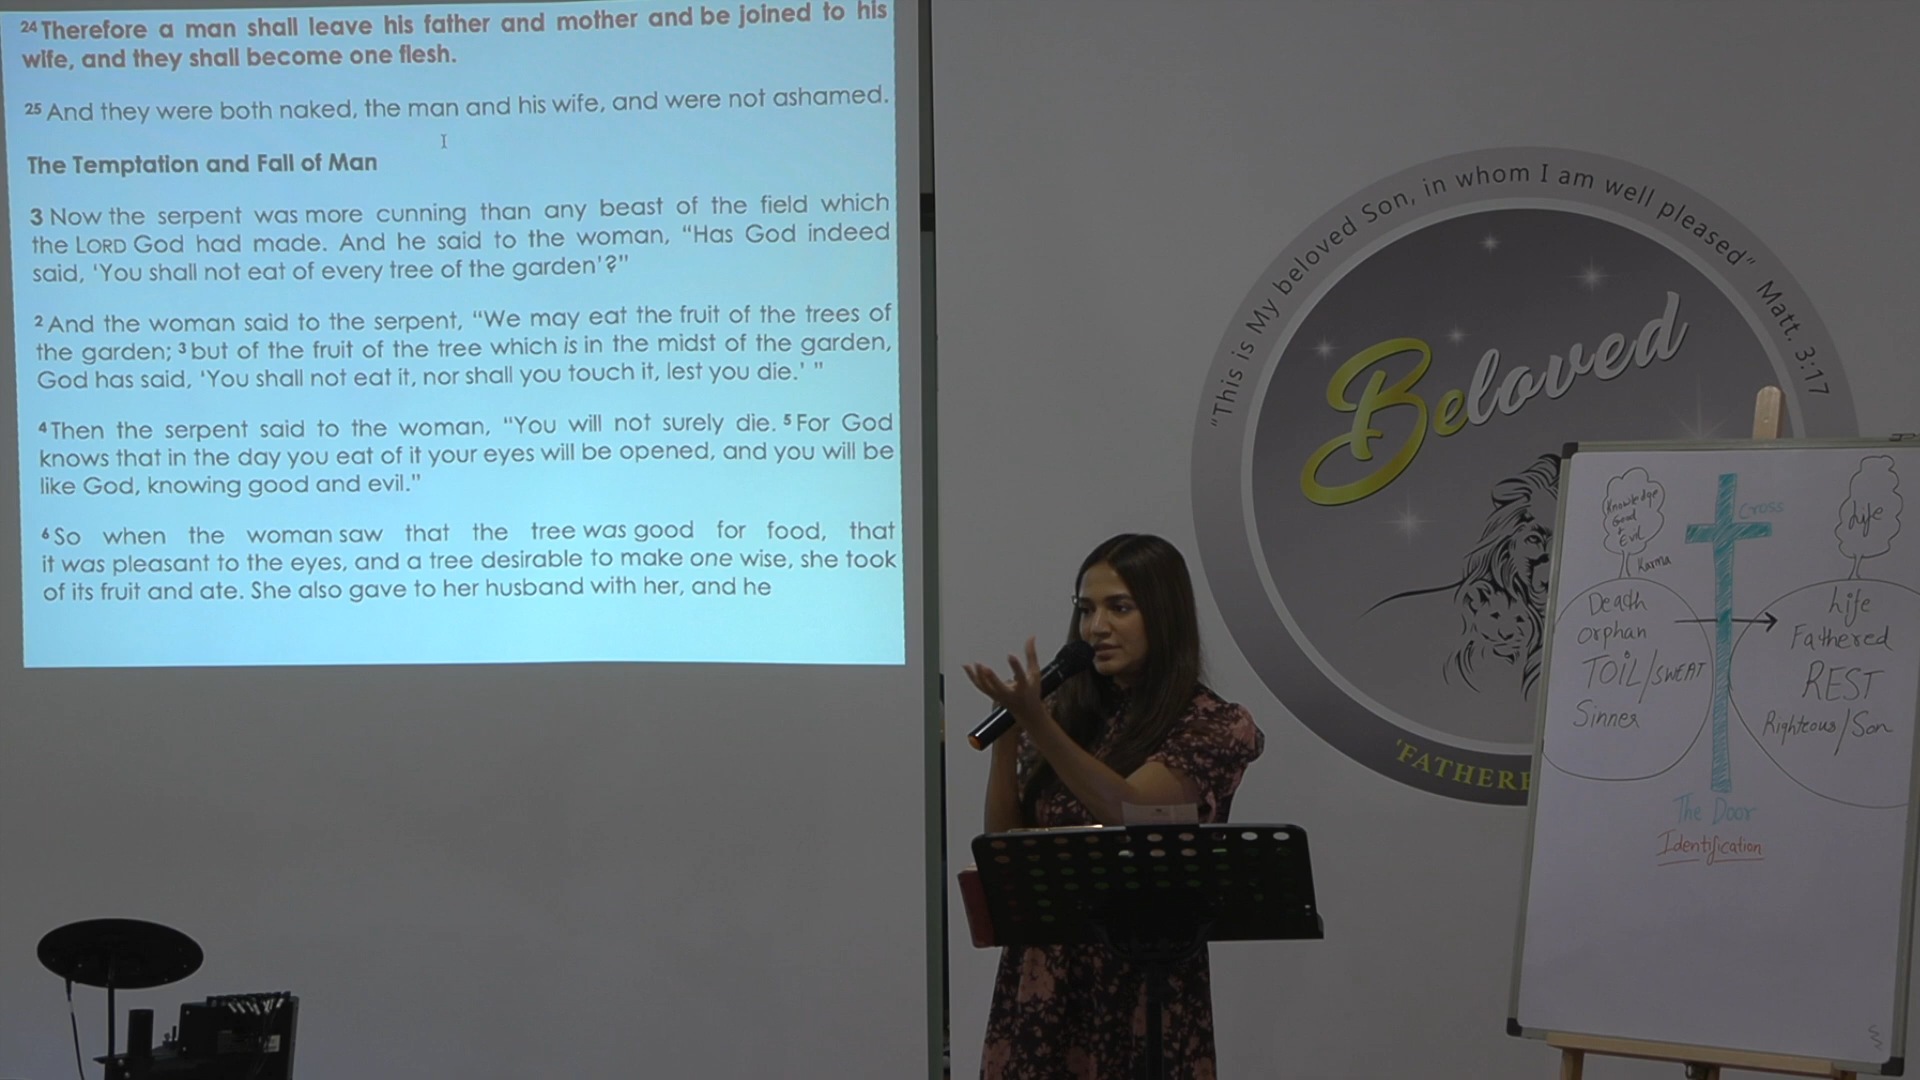 24 Therefore a man shall leave his father and mother and be joined to his
wife, and they shall become one flesh.
25 And they were both naked, the man and his wife, and were not ashamed.
The Temptation and Fall of Man
3 Now the serpent was more cunning than any beast of the field which
the LORD God had made. And he said to the woman, “Has God indeed
said, ‘You shall not eat of every tree of the garden’?”
2 And the woman said to the serpent, “We may eat the fruit of the trees of
the garden; 3 but of the fruit of the tree which is in the midst of the garden,
God has said, ‘You shall not eat it, nor shall you touch it, lest you die.’ ”
4 Then the serpent said to the woman, “You will not surely die. 5 For God
knows that in the day you eat of it your eyes will be opened, and you will be
like God, knowing good and evil.”
6 So when the woman saw that the tree was good for food, that
it was pleasant to the eyes, and a tree desirable to make one wise, she took
of its fruit and ate. She also gave to her husband with her, and he
"This is My beloved Son, in whom I am well pleased" Matt. 3:17
Beloved
'FATHERE
Knowledge
Good
&
Evil
Karma
Death
Orphan
TOIL/SWEAT
Sinner
Cross
Life
Life
Fathered
REST
Righteous/Son
The Door
Identification